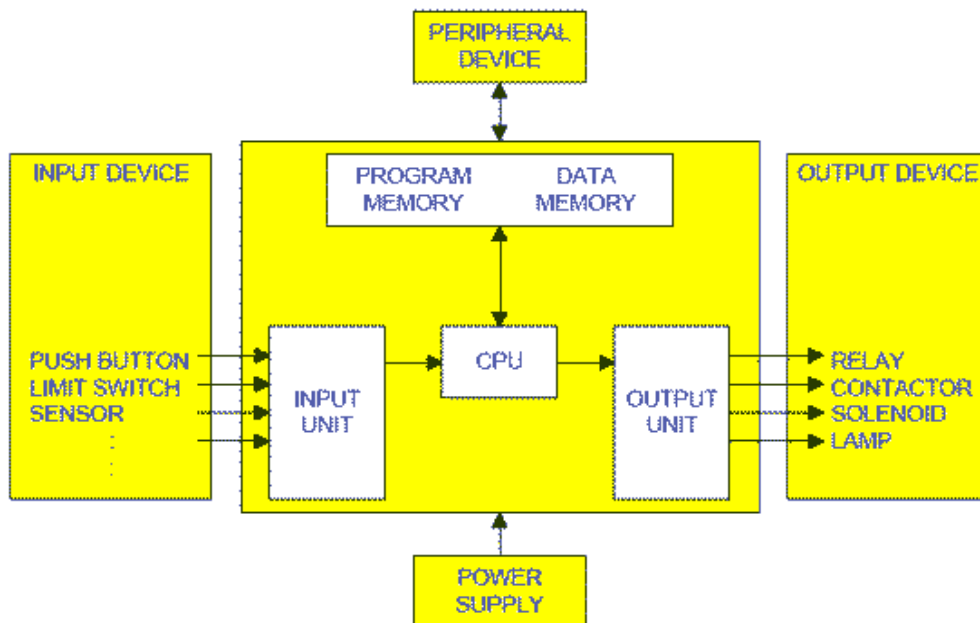 PERIPHERAL
DEVICE
INPUT DEVICE
PUSH BUTTON
LIMIT SWITCH
SENSOR
:
:
PROGRAM
MEMORY
DATA
MEMORY
INPUT
UNIT
CPU
OUTPUT
UNIT
OUTPUT DEVICE
RELAY
CONTACTOR
SOLENOID
LAMP
POWER
SUPPLY